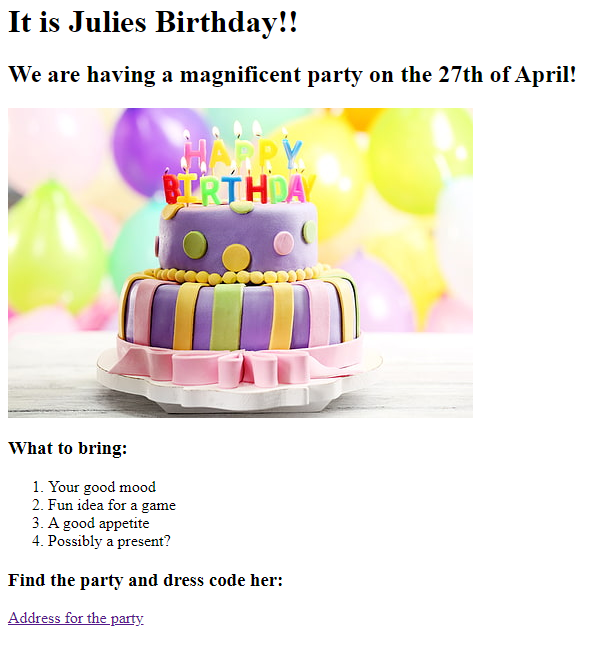 It is Julies Birthday!!
We are having a magnificent party on the 27th of April!
HAPPY
BIRTHDAY
What to bring:
1. Your good mood
2. Fun idea for a game
3. A good appetite
4. Possibly a present?
Find the party and dress code her:
Address for the party